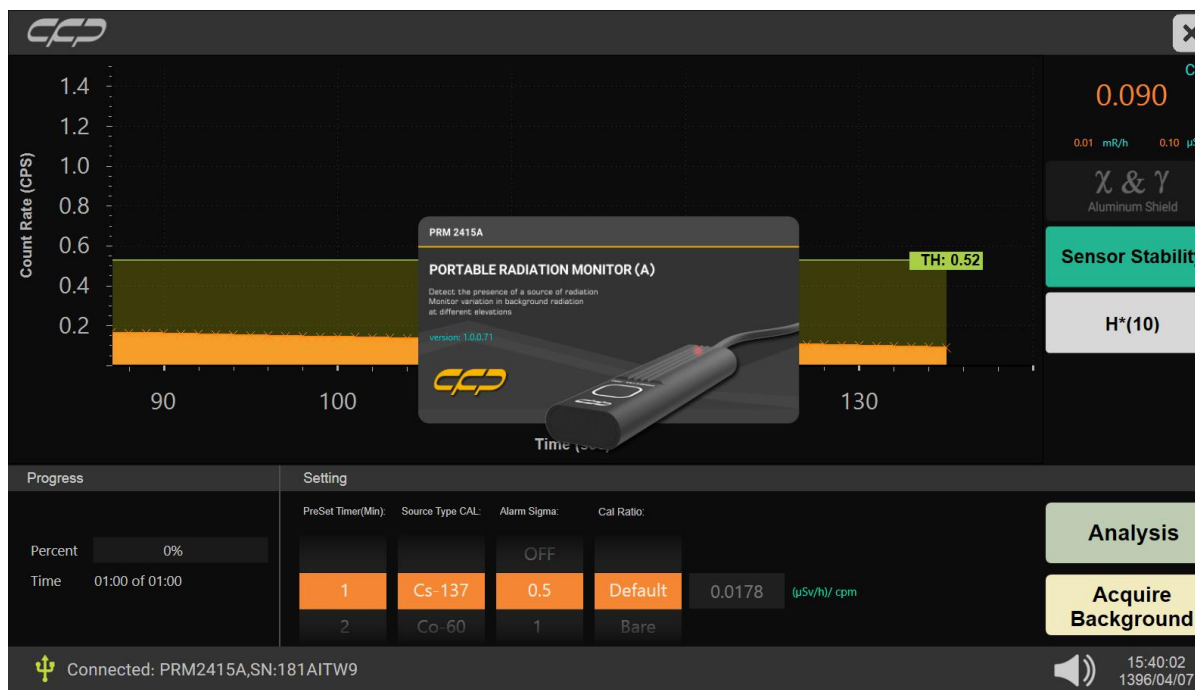 CCP
C
1.4
0.090
1.2
0.01 mR/h 0.10 µS
1.0
Count Rate (CPS)
χ & γ
0.8
Aluminum Shield
PRM 2415A
0.6
TH: 0.52
Sensor Stability
PORTABLE RADIATION MONITOR (A)
0.4
Detect the presence of a source of radiation
Monitor variation in background radiation
at different elevations
0.2
H*(10)
version: 1.0.0.71
90 100 130
CCP
Time
Progress Setting
PreSet Timer(Min): Source Type CAL: Alarm Sigma: Cal Ratio:
Percent 0% OFF
Analysis
Time 01:00 of 01:00
1 Cs-137 0.5 Default 0.0178 (µSv/h)/ cpm
2 Co-60 1 Bare
Acquire
Background
Connected: PRM2415A,SN:181AITW9
15:40:02
1396/04/07